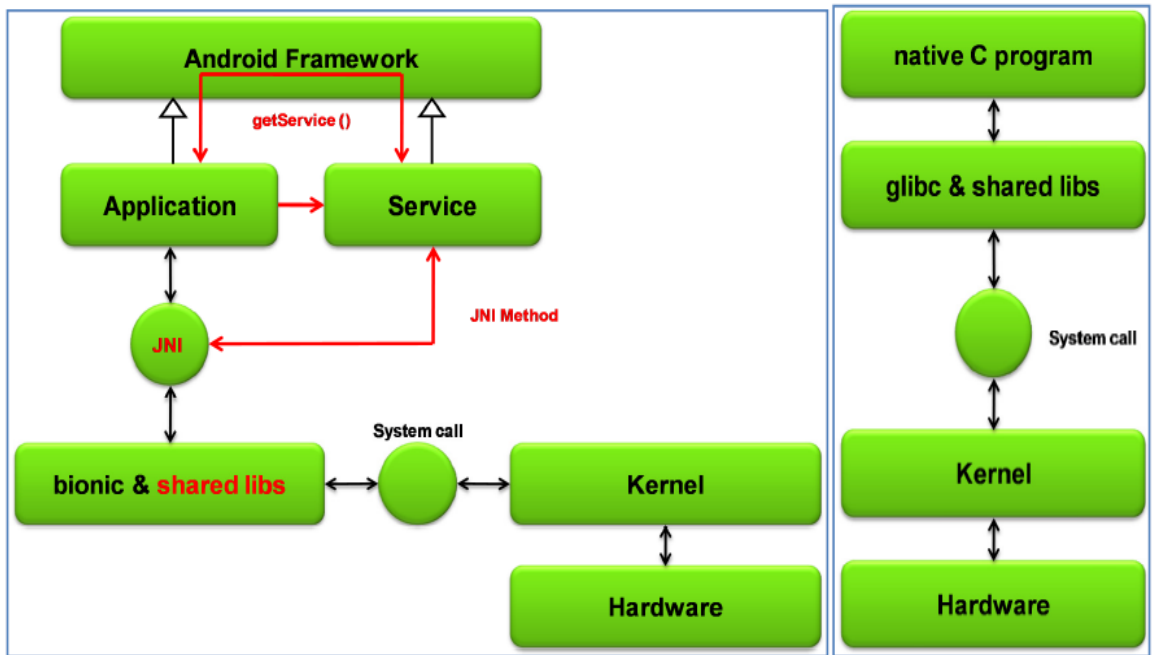 Android Framework
getService ()
Application
Service
JNI Method
JNI
System call
bionic & shared libs
Kernel
Hardware
native C program
glibc & shared libs
System call
Kernel
Hardware